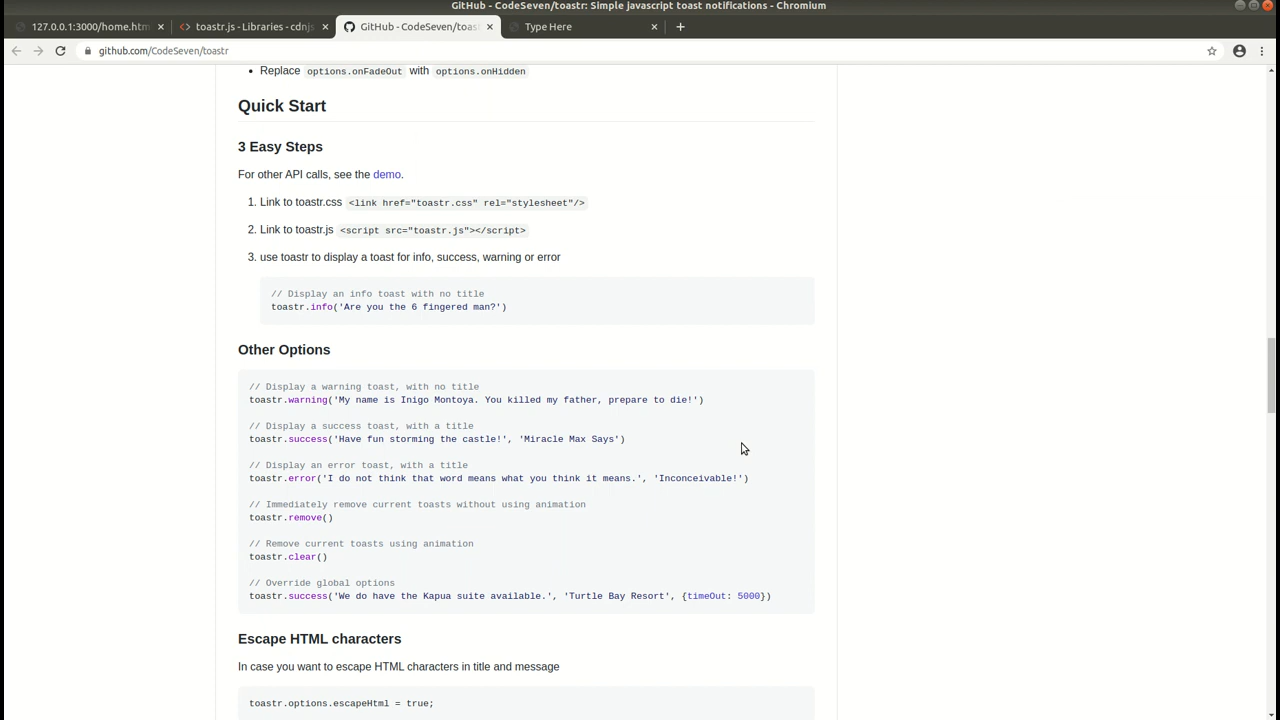 GitHub - CodeSeven/toastr: Simple javascript toast notifications - Chromium
127.0.0.1:3000/home.htm
toastr.js - Libraries - cdnjs
GitHub - CodeSeven/toas
Type Here
github.com/CodeSeven/toastr
• Replace options.onFadeOut with options.onHidden
Quick Start
3 Easy Steps
For other API calls, see the demo.
1. Link to toastr.css <link href="toastr.css" rel="stylesheet"/>
2. Link to toastr.js <script src="toastr.js"></script>
3. use toastr to display a toast for info, success, warning or error
// Display an info toast with no title
toastr.info('Are you the 6 fingered man?')
Other Options
// Display a warning toast, with no title
toastr.warning('My name is Inigo Montoya. You killed my father, prepare to die!')
// Display a success toast, with a title
toastr.success('Have fun storming the castle!', 'Miracle Max Says')
// Display an error toast, with a title
toastr.error('I do not think that word means what you think it means.', 'Inconceivable!')
// Immediately remove current toasts without using animation
toastr.remove()
// Remove current toasts using animation
toastr.clear()
// Override global options
toastr.success('We do have the Kapua suite available.', 'Turtle Bay Resort', {timeOut: 5000})
Escape HTML characters
In case you want to escape HTML characters in title and message
toastr.options.escapeHtml = true;